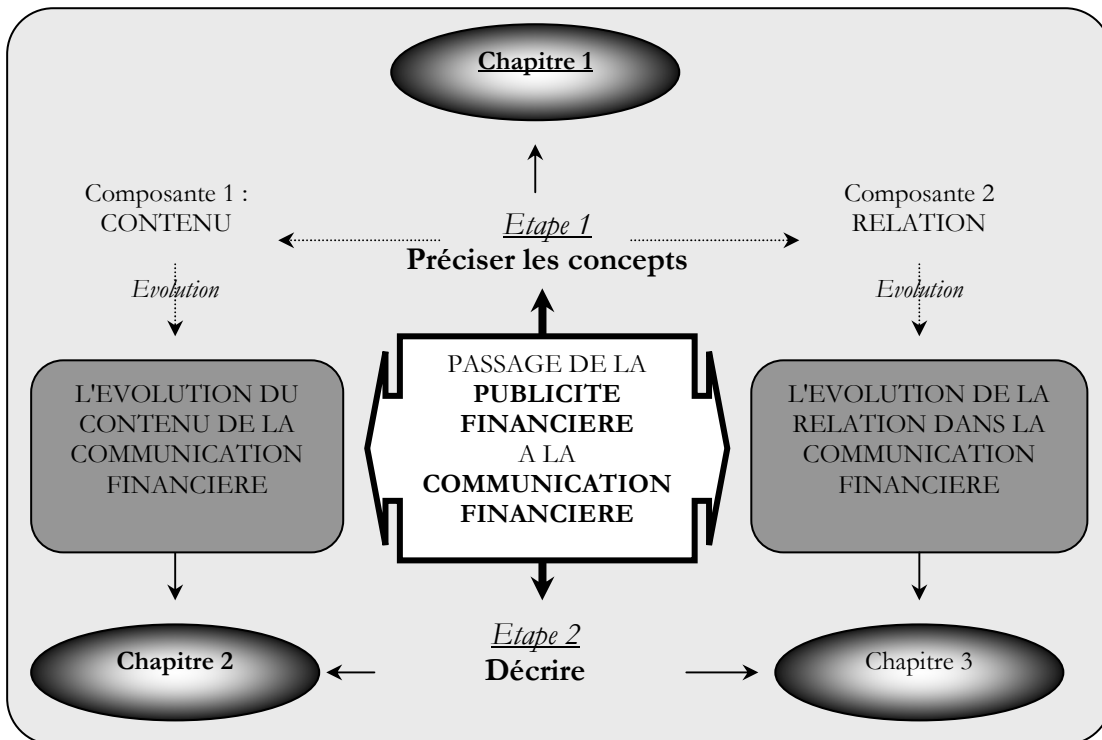 Chapitre 1
Composante 1 :
CONTENU
Etape 1
Préciser les concepts
Composante 2
RELATION
Evolution
Evolution
L'EVOLUTION DU
CONTENU DE LA
COMMUNICATION
FINANCIERE
PASSAGE DE LA
PUBLICITE
FINANCIERE
A LA
COMMUNICATION
FINANCIERE
L'EVOLUTION DE LA
RELATION DANS LA
COMMUNICATION
FINANCIERE
Chapitre 2
Etape 2
Décrire
Chapitre 3